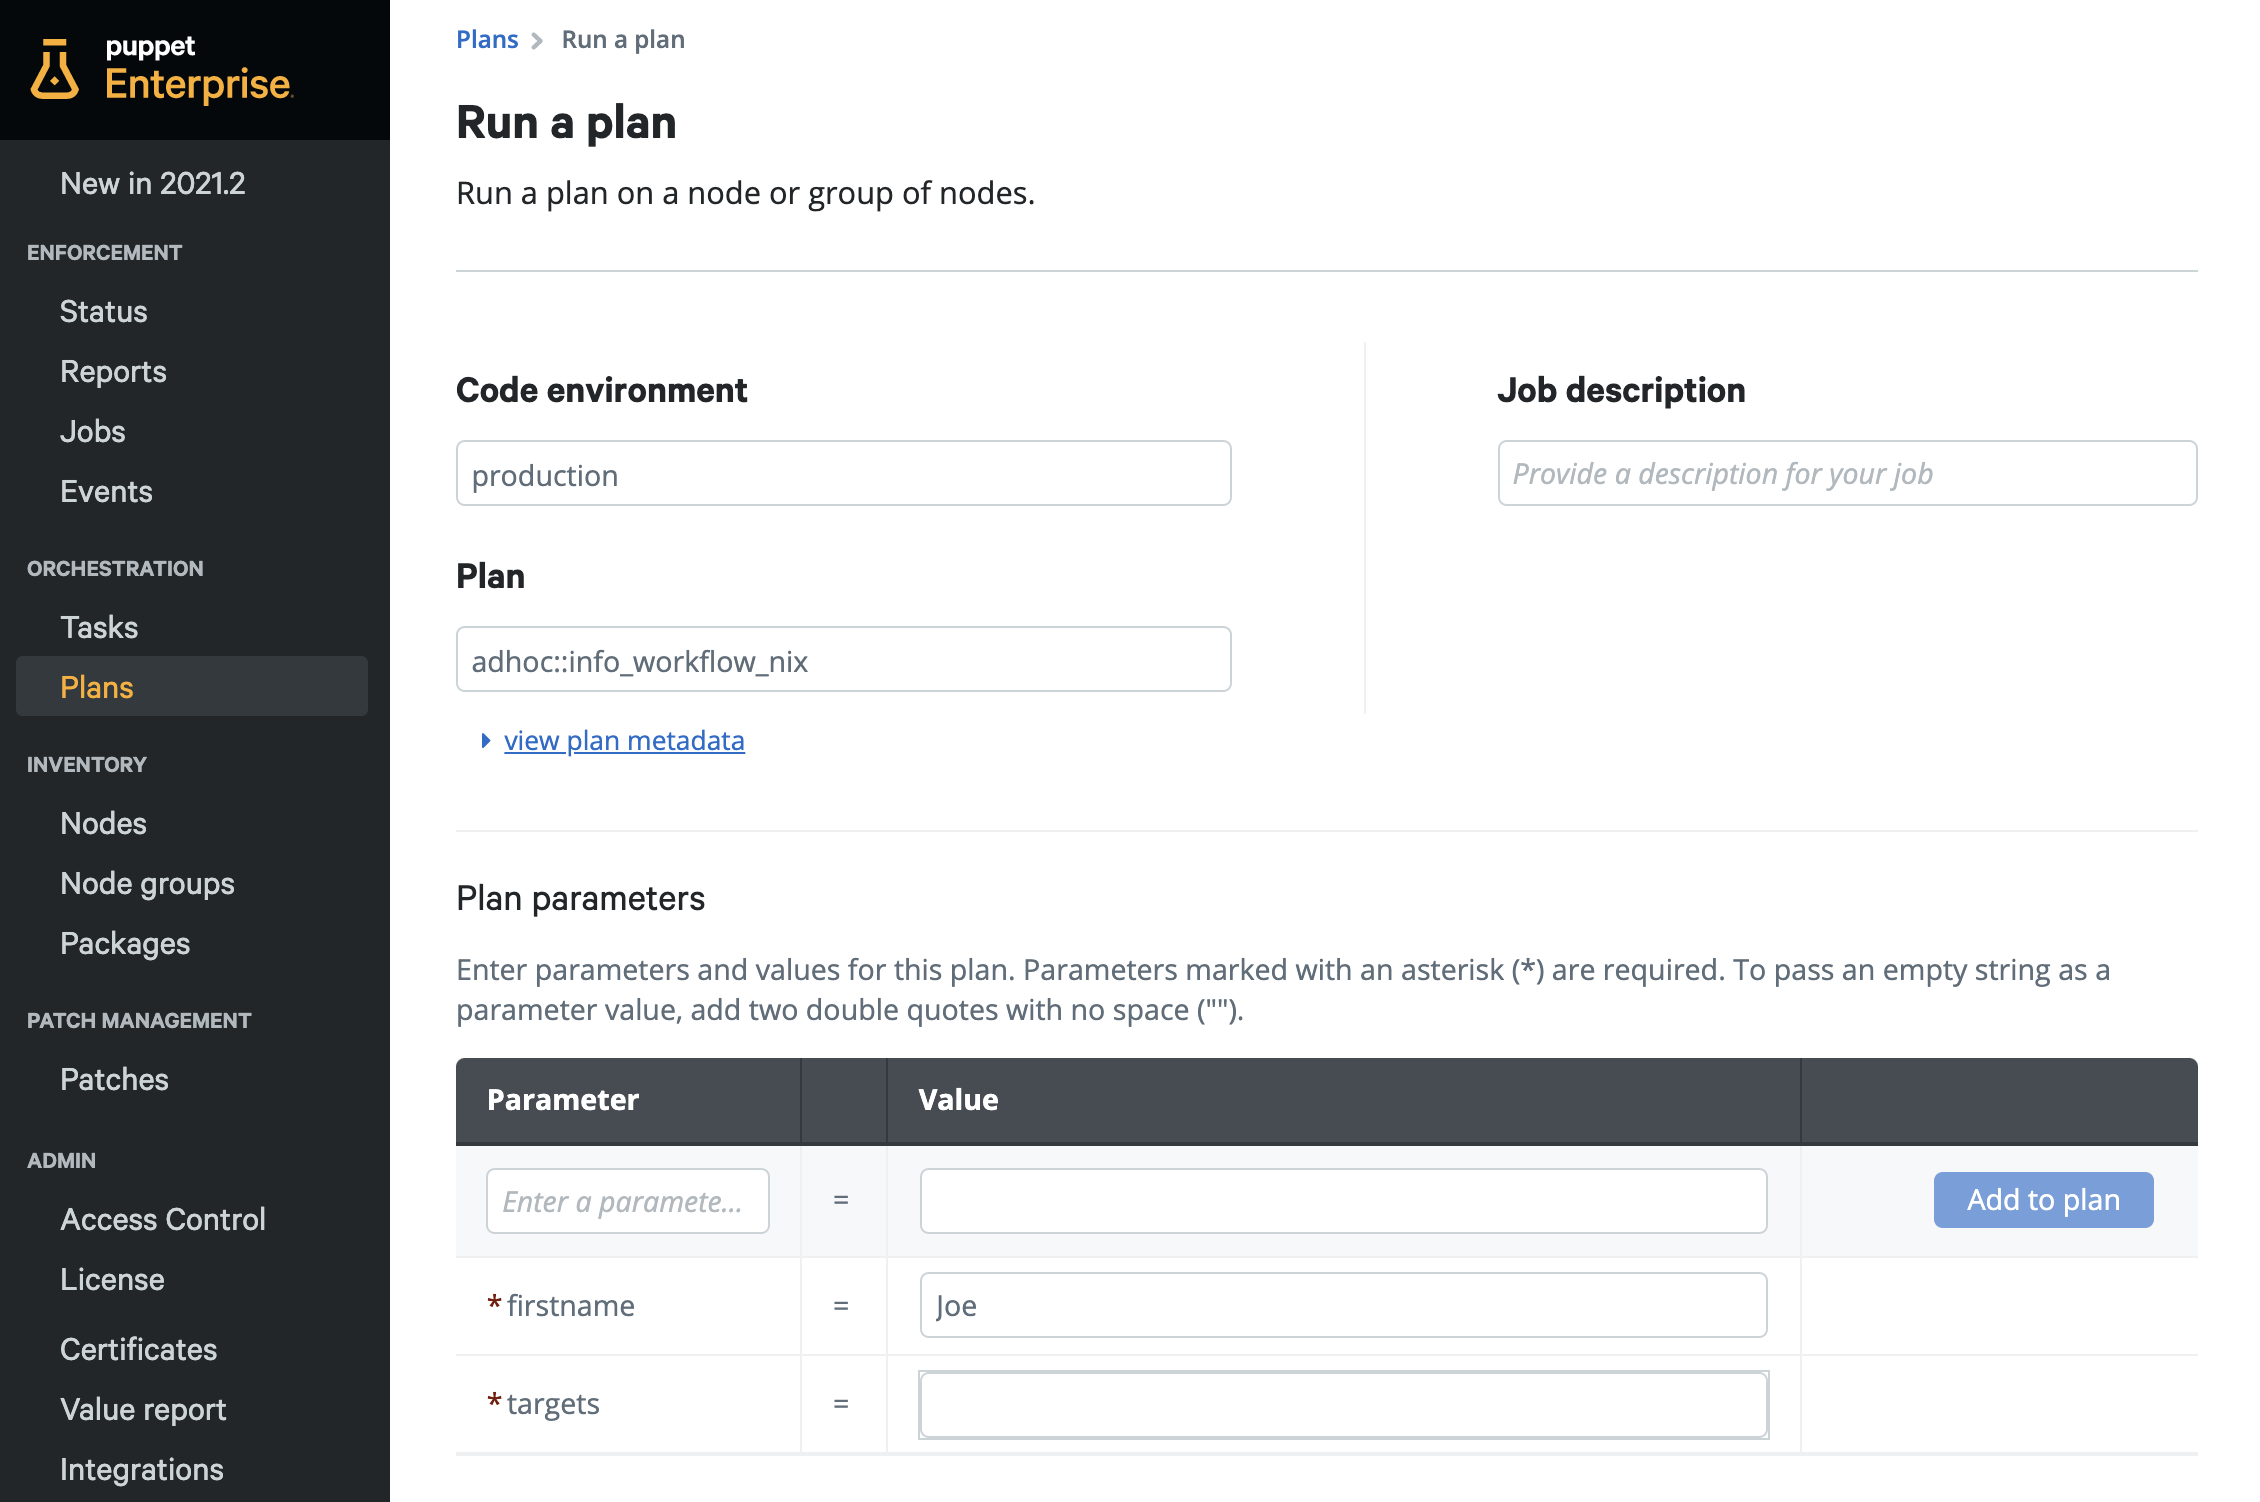 puppet
Enterprise.
New in 2021.2
ENFORCEMENT
Status
Reports
Jobs
Events
ORCHESTRATION
Tasks
Plans
INVENTORY
Nodes
Node groups
Packages
PATCH MANAGEMENT
Patches
ADMIN
Access Control
License
Certificates
Value report
Integrations
Plans > Run a plan
Run a plan
Run a plan on a node or group of nodes.
Code environment
production
Job description
Provide a description for your job
Plan
adhoc::info_workflow_nix
view plan metadata
Plan parameters
Enter parameters and values for this plan. Parameters marked with an asterisk (*) are required. To pass an empty string as a
parameter value, add two double quotes with no space ("").
Parameter Value
Enter a paramete... = Add to plan
* firstname = Joe
* targets =